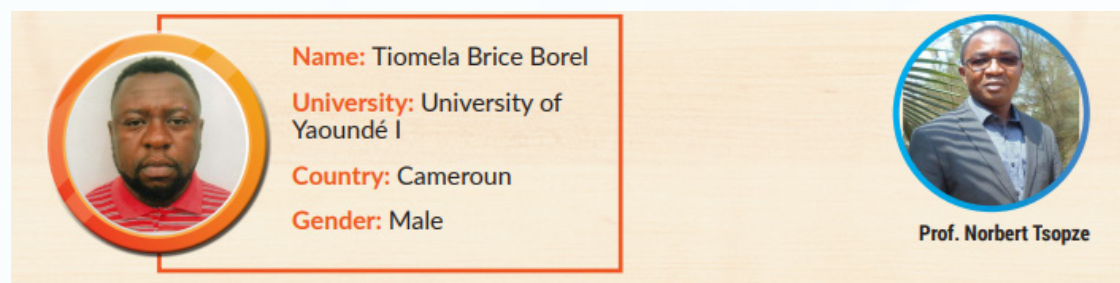 Name: Tiomela Brice Borel
University: University of
Yaoundé I
Country: Cameroun
Gender: Male
Prof. Norbert Tsopze